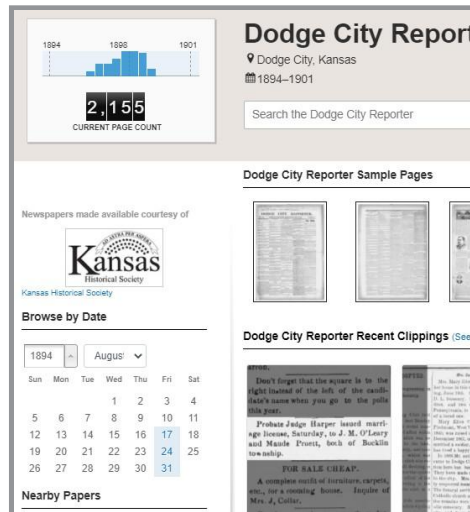 1894 1898 1901
2,155
CURRENT PAGE COUNT
Dodge City Report
Dodge City, Kansas
1894–1901
Search the Dodge City Reporter
Dodge City Reporter Sample Pages
Newspapers made available courtesy of
AD ASTRA PER ASPERA
Kansas
Historical Society
Kansas Historical Society
Browse by Date
1894 Augus
Sun Mon Tue Wed Thu Fri Sat
1 2 3 4
5 6 7 8 9 10 11
12 13 14 15 16 17 18
19 20 21 22 23 24 25
26 27 28 29 30 31
Nearby Papers
Dodge City Reporter Recent Clippings (See
Don't forget that the square is to the
right instead of the left of the candi-
date's name when you go to the polls
this year.
Probate Judge Harper issued marri-
age license, Saturday, to J. M. O'Leary
and Maude Pruett, both of Bucklin
township.
FOR SALE CHEAP.
A complete outfit of furniture, carpets,
etc., for a rooming house. Inquire of
Mrs. J. Collar.